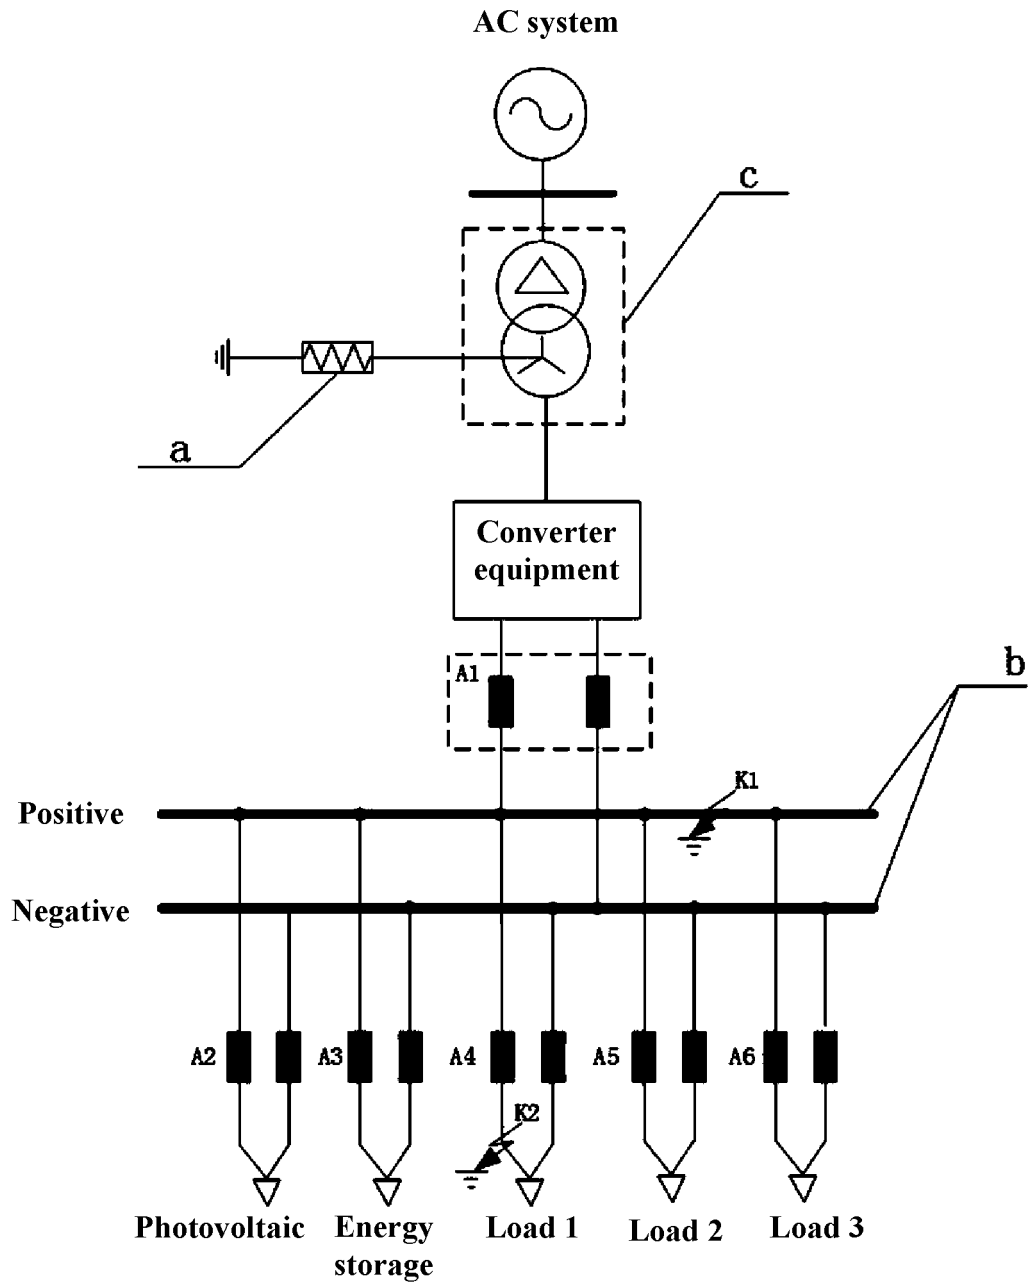 AC system
c
a
Converter
equipment
A1
b
K1
Positive
Negative
A2 A3 A4 A5 A6
K2
Photovoltaic Energy storage Load 1 Load 2 Load 3